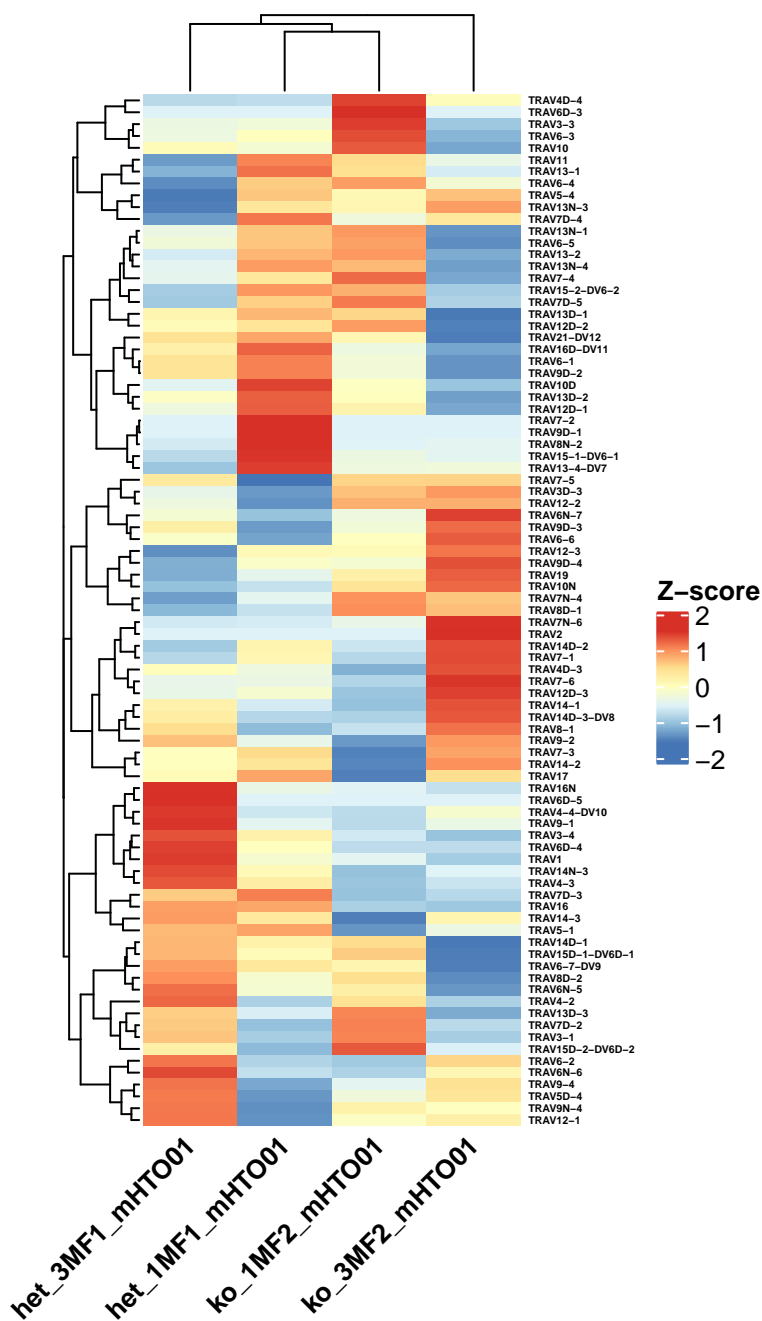 TRAV4D−4
TRAV6D−3
TRAV3−3
TRAV6−3
TRAV10
TRAV11
TRAV13−1
TRAV6−4
TRAV5−4
TRAV13N−3
TRAV7D−4
TRAV13N−1
TRAV6−5
TRAV13−2
TRAV13N−4
TRAV7−4
TRAV15−2−DV6−2
TRAV7D−5
TRAV13D−1
TRAV12D−2
TRAV21−DV12
TRAV16D−DV11
TRAV6−1
TRAV9D−2
TRAV10D
TRAV13D−2
TRAV12D−1
TRAV7−2
TRAV9D−1
TRAV8N−2
TRAV15−1−DV6−1
TRAV13−4−DV7
TRAV7−5
TRAV3D−3
TRAV12−2
TRAV6N−7
TRAV9D−3
TRAV6−6
TRAV12−3
TRAV9D−4
TRAV19
TRAV10N
TRAV7N−4
TRAV8D−1
TRAV7N−6
TRAV2
TRAV14D−2
TRAV7−1
TRAV4D−3
TRAV7−6
TRAV12D−3
TRAV14−1
TRAV14D−3−DV8
TRAV8−1
TRAV9−2
TRAV7−3
TRAV14−2
TRAV17
TRAV16N
TRAV6D−5
TRAV4−4−DV10
TRAV9−1
TRAV3−4
TRAV6D−4
TRAV1
TRAV14N−3
TRAV4−3
TRAV7D−3
TRAV16
TRAV14−3
TRAV5−1
TRAV14D−1
TRAV15D−1−DV6D−1
TRAV6−7−DV9
TRAV8D−2
TRAV6N−5
TRAV4−2
TRAV13D−3
TRAV7D−2
TRAV3−1
TRAV15D−2−DV6D−2
TRAV6−2
TRAV6N−6
TRAV9−4
TRAV5D−4
TRAV9N−4
TRAV12−1
Z−score
2
1
0
−1
−2
het_3MF1_mHTO01
het_1MF1_mHTO01
ko_1MF2_mHTO01
ko_3MF2_mHTO01